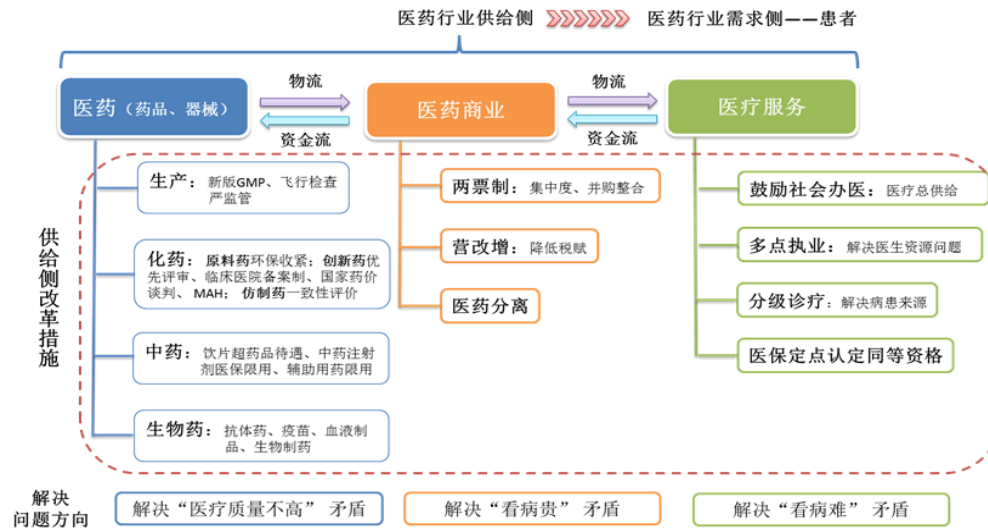 医药行业供给侧 医药行业需求侧——患者
医药（药品、器械）
物流
资金流
医药商业
物流
资金流
医疗服务
供给侧改革措施
生产：新版GMP、飞行检查
严监管
化药：原料药环保收紧；创新药优
先评审、临床医院备案制、国家药价
谈判、MAH；仿制药一致性评价
中药：饮片超药品待遇、中药注射
剂医保限用、辅助用药限用
生物药：抗体药、疫苗、血液制
品、生物制药
两票制：集中度、并购整合
营改增：降低税赋
医药分离
鼓励社会办医：医疗总供给
多点执业：解决医生资源问题
分级诊疗：解决病患来源
医保定点认定同等资格
解决
问题方向
解决“医疗质量不高”矛盾
解决“看病贵”矛盾
解决“看病难”矛盾